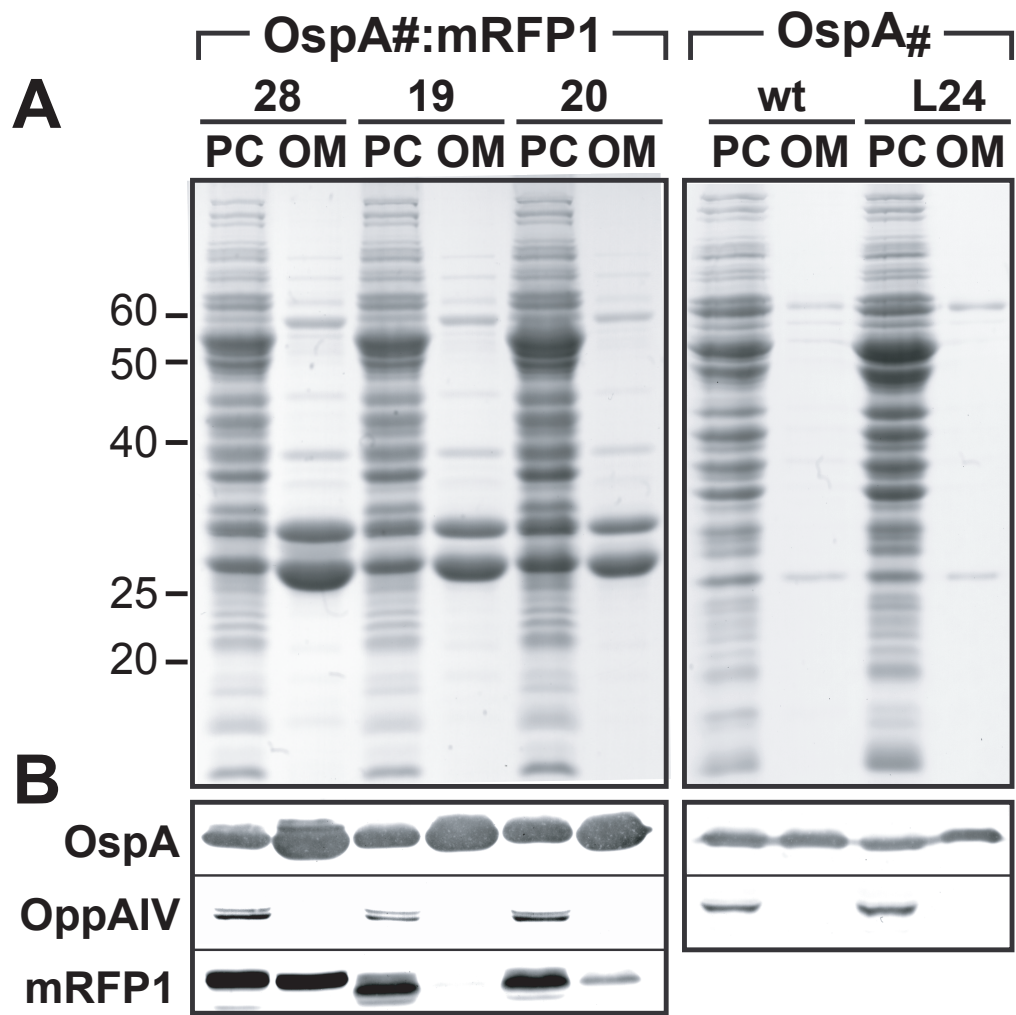 OspA#:mRFP1 OspA#
A 28 19 20 wt L24
PC OM PC OM PC OM PC OM PC OM
60
50
40
25
20
B
OspA
OppAIV
mRFP1